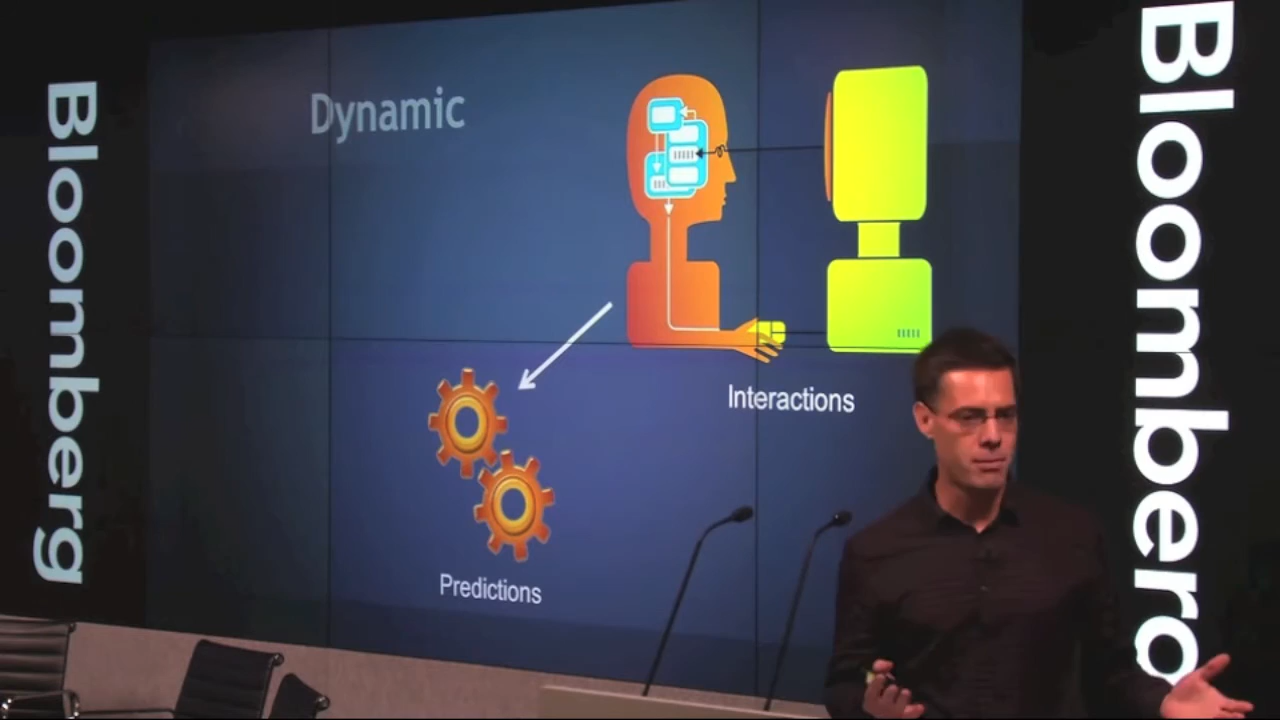 Bloomberg
Dynamic
Interactions
Predictions
Bloomberg